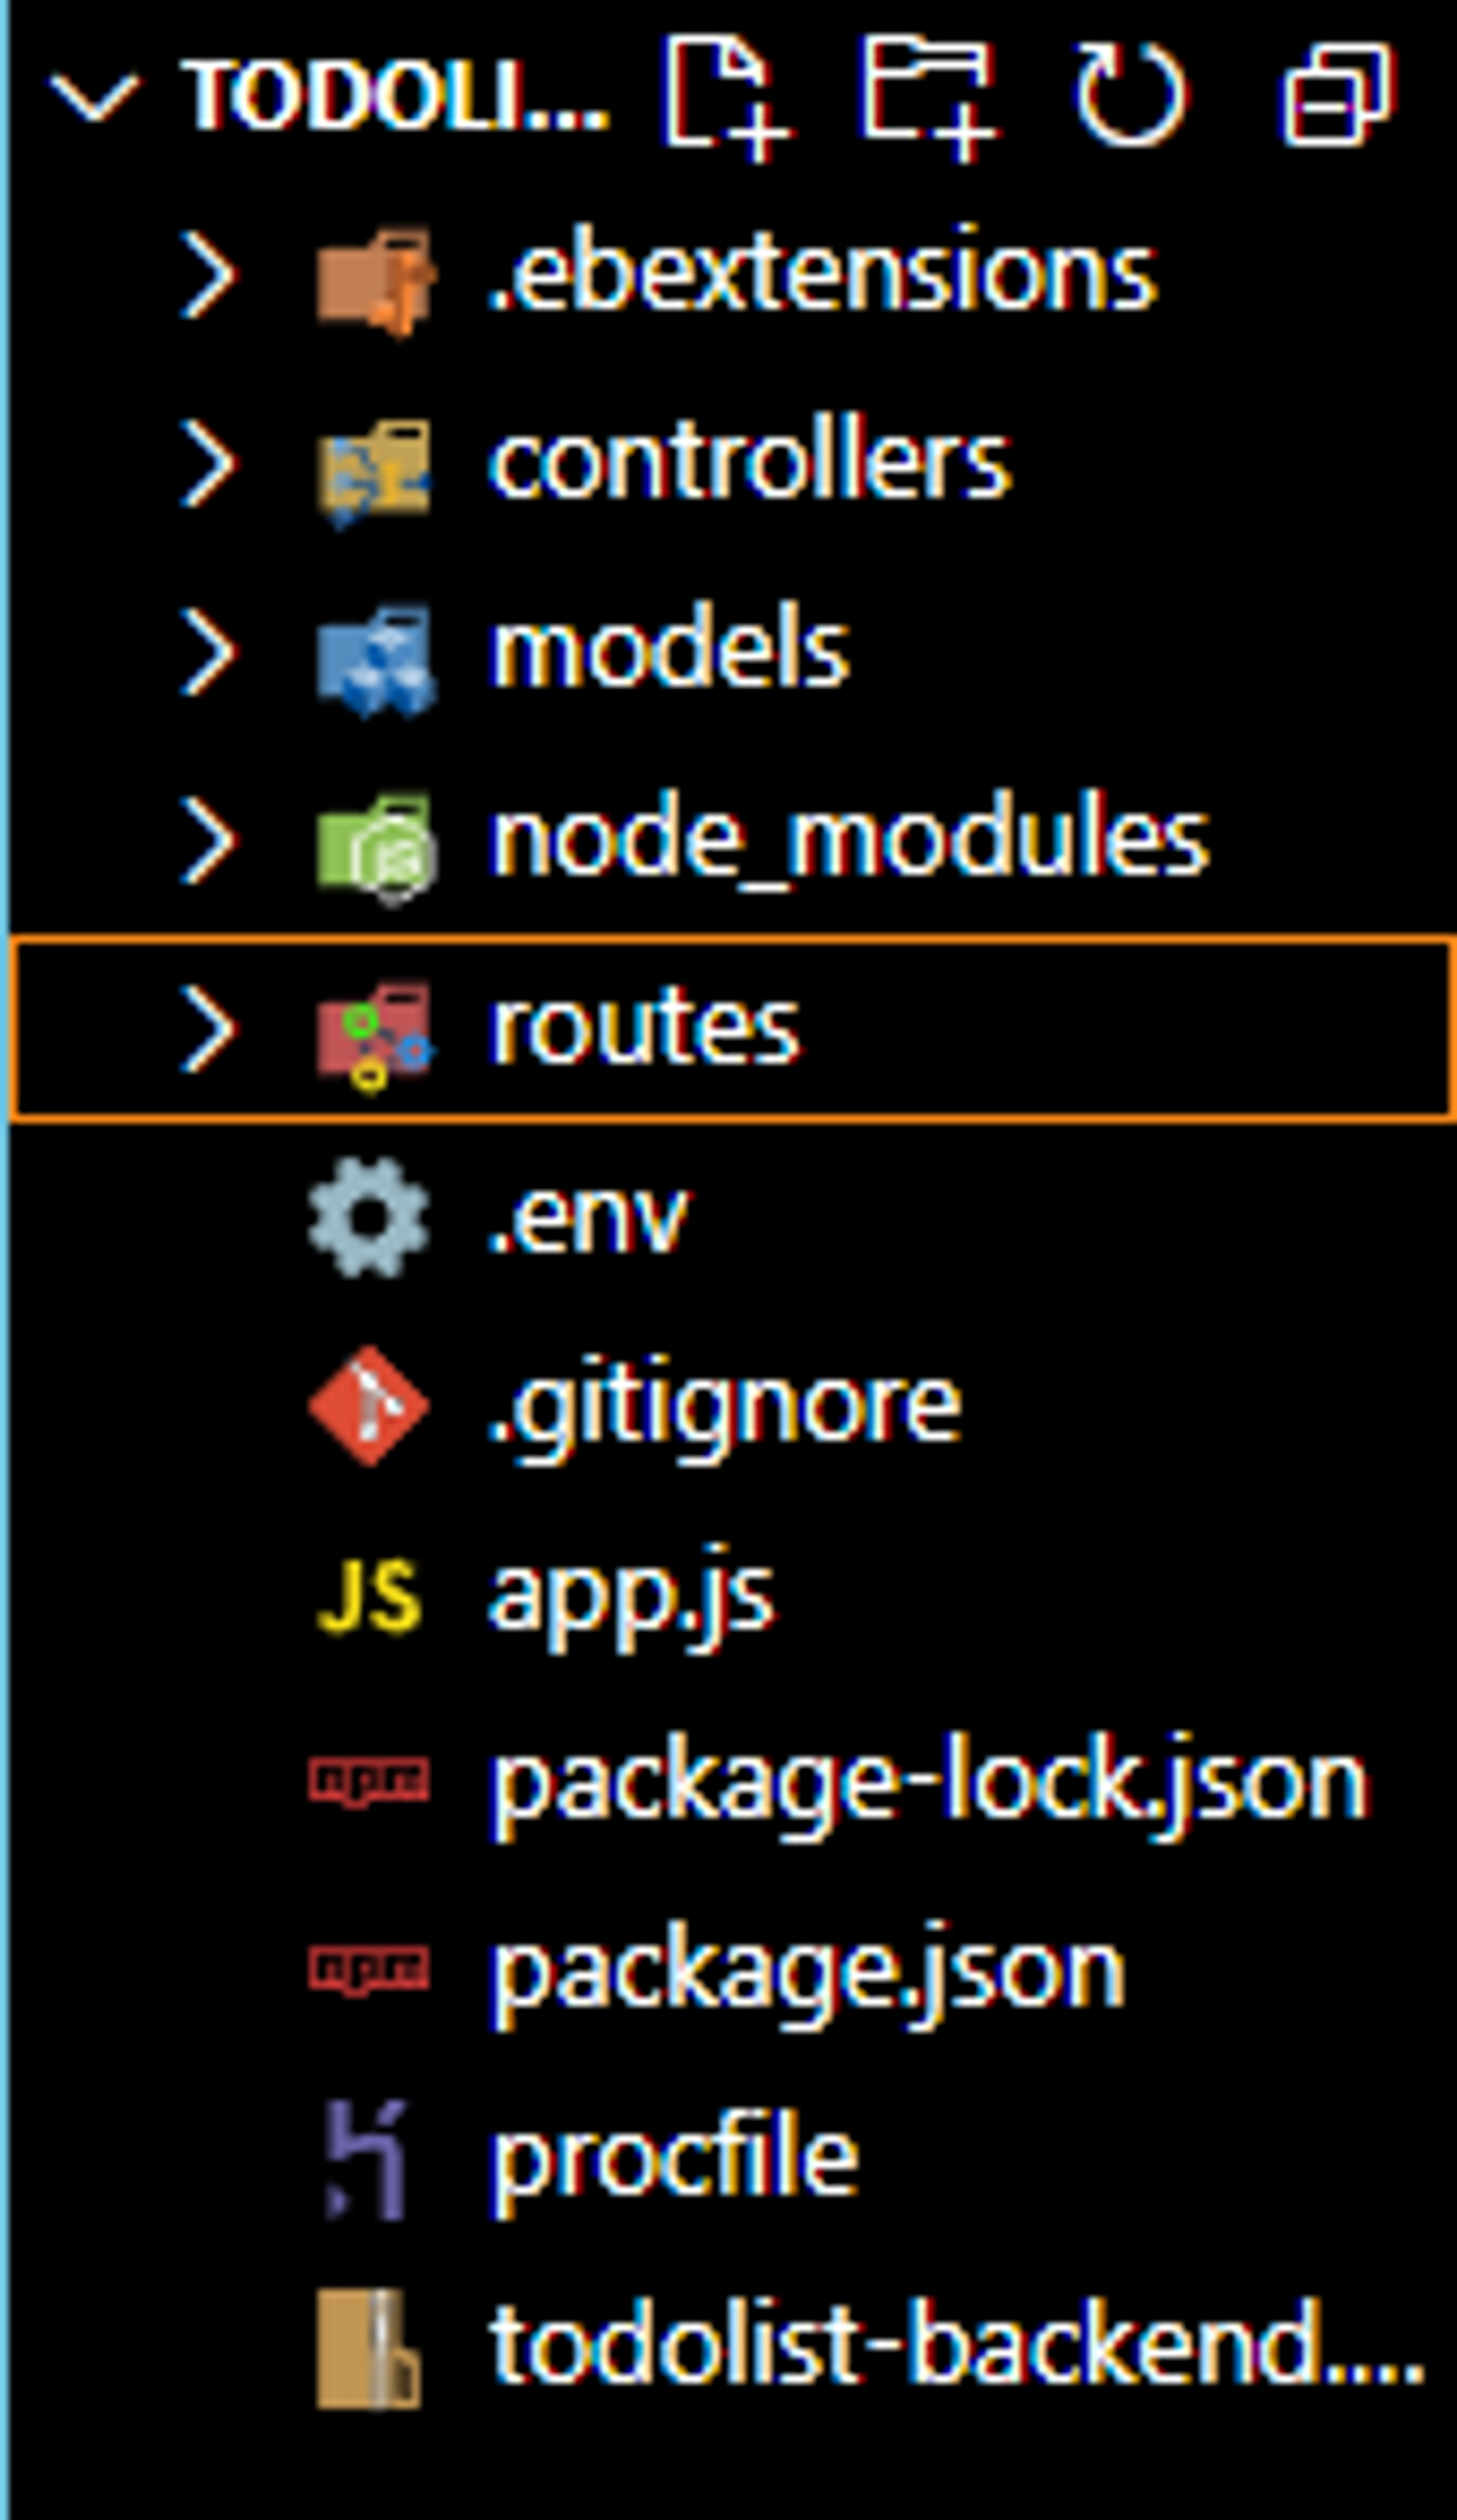 TODOLI...
.ebextensions
controllers
models
node_modules
routes
.env
.gitignore
JS app.js
npm package-lock.json
npm package.json
procfile
todolist-backend....